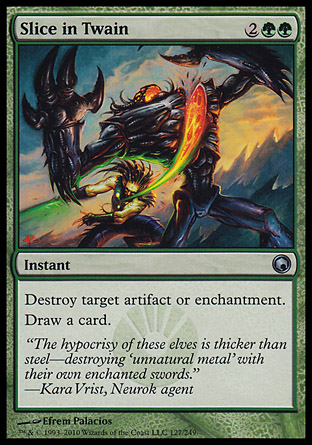 Slice in Twain 2
Instant
Destroy target artifact or enchantment.
Draw a card.
“The hypocrisy of these elves is thicker than
steel—destroying ‘unnatural metal’ with
their own enchanted swords.”
—Kara Vrist, Neurok agent
Efrem Palacios
™ & © 1993–2010 Wizards of the Coast LLC 127/249